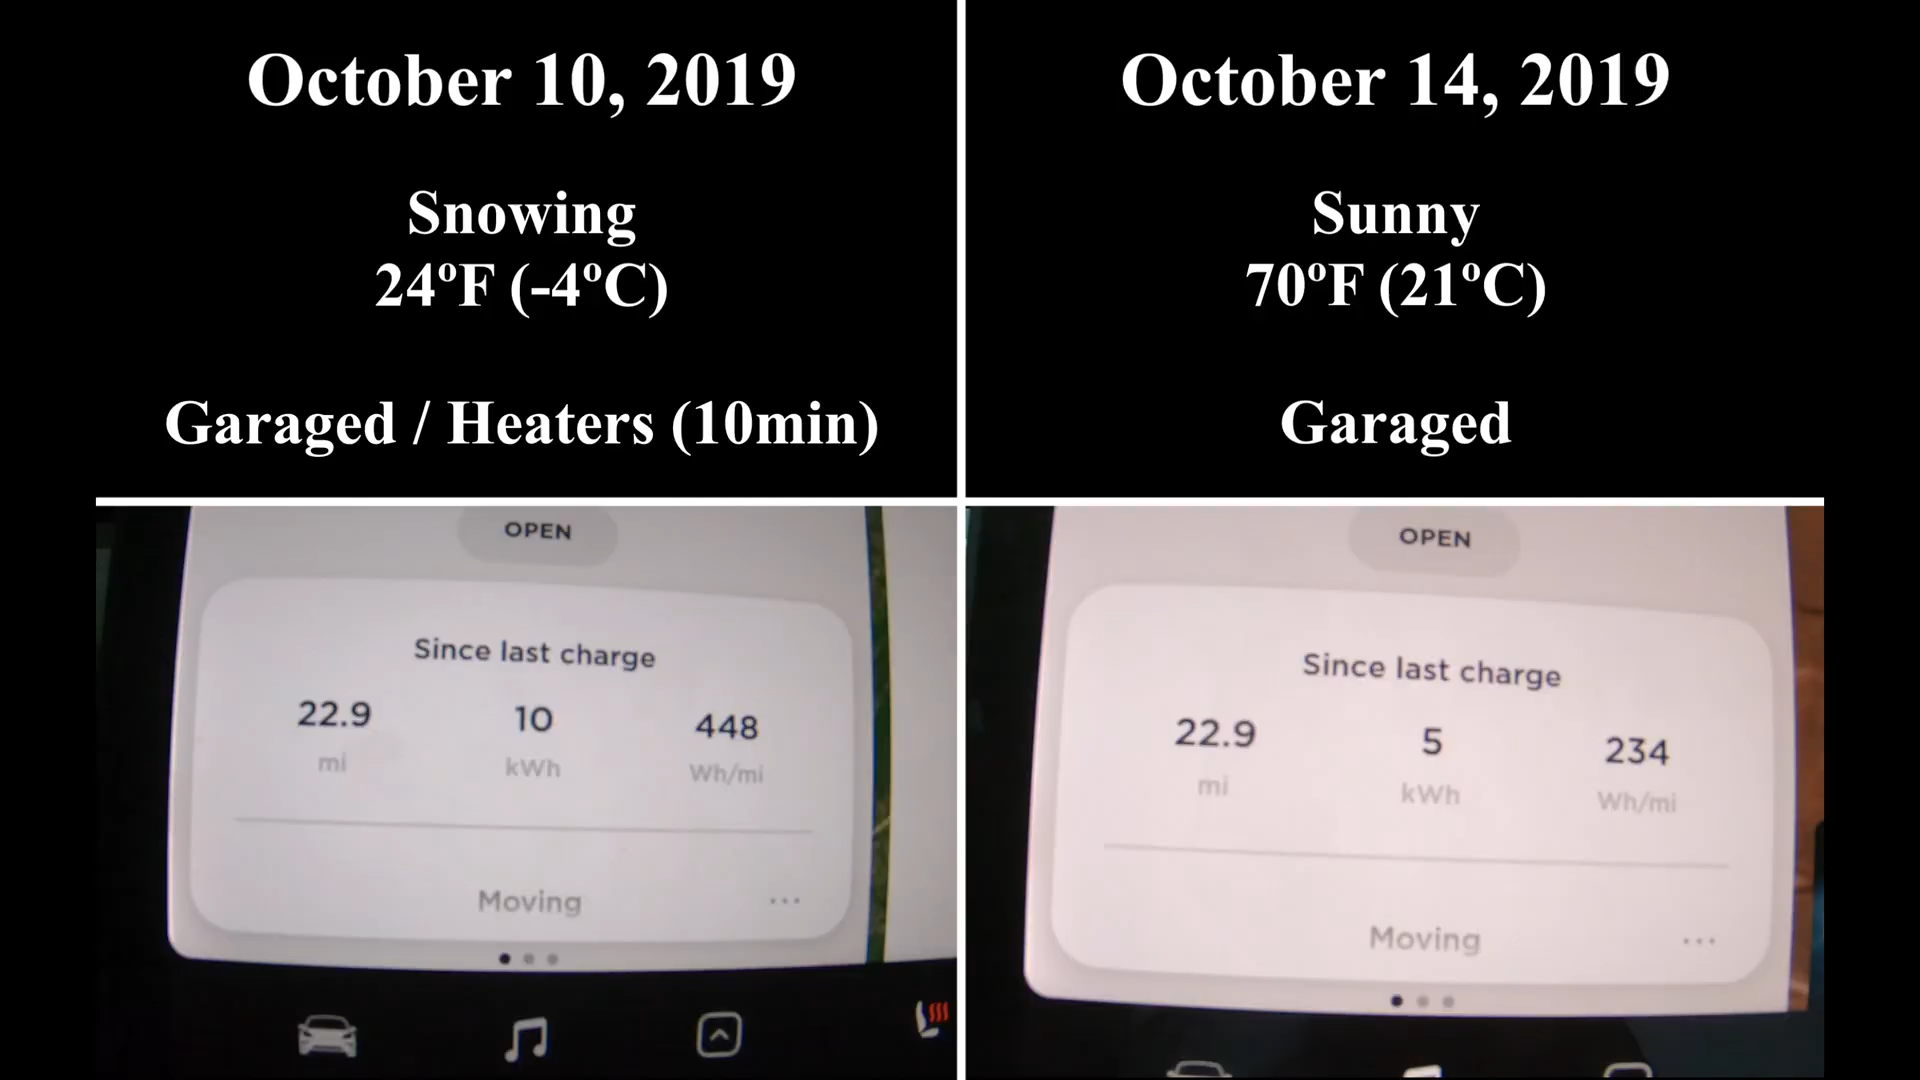 October 10, 2019
Snowing
24ºF (-4ºC)
Garaged / Heaters (10min)
OPEN
Since last charge
22.9 10 448
mi kWh Wh/mi
Moving ...
October 14, 2019
Sunny
70ºF (21ºC)
Garaged
OPEN
Since last charge
22.9 5 234
mi kWh Wh/mi
Moving ...